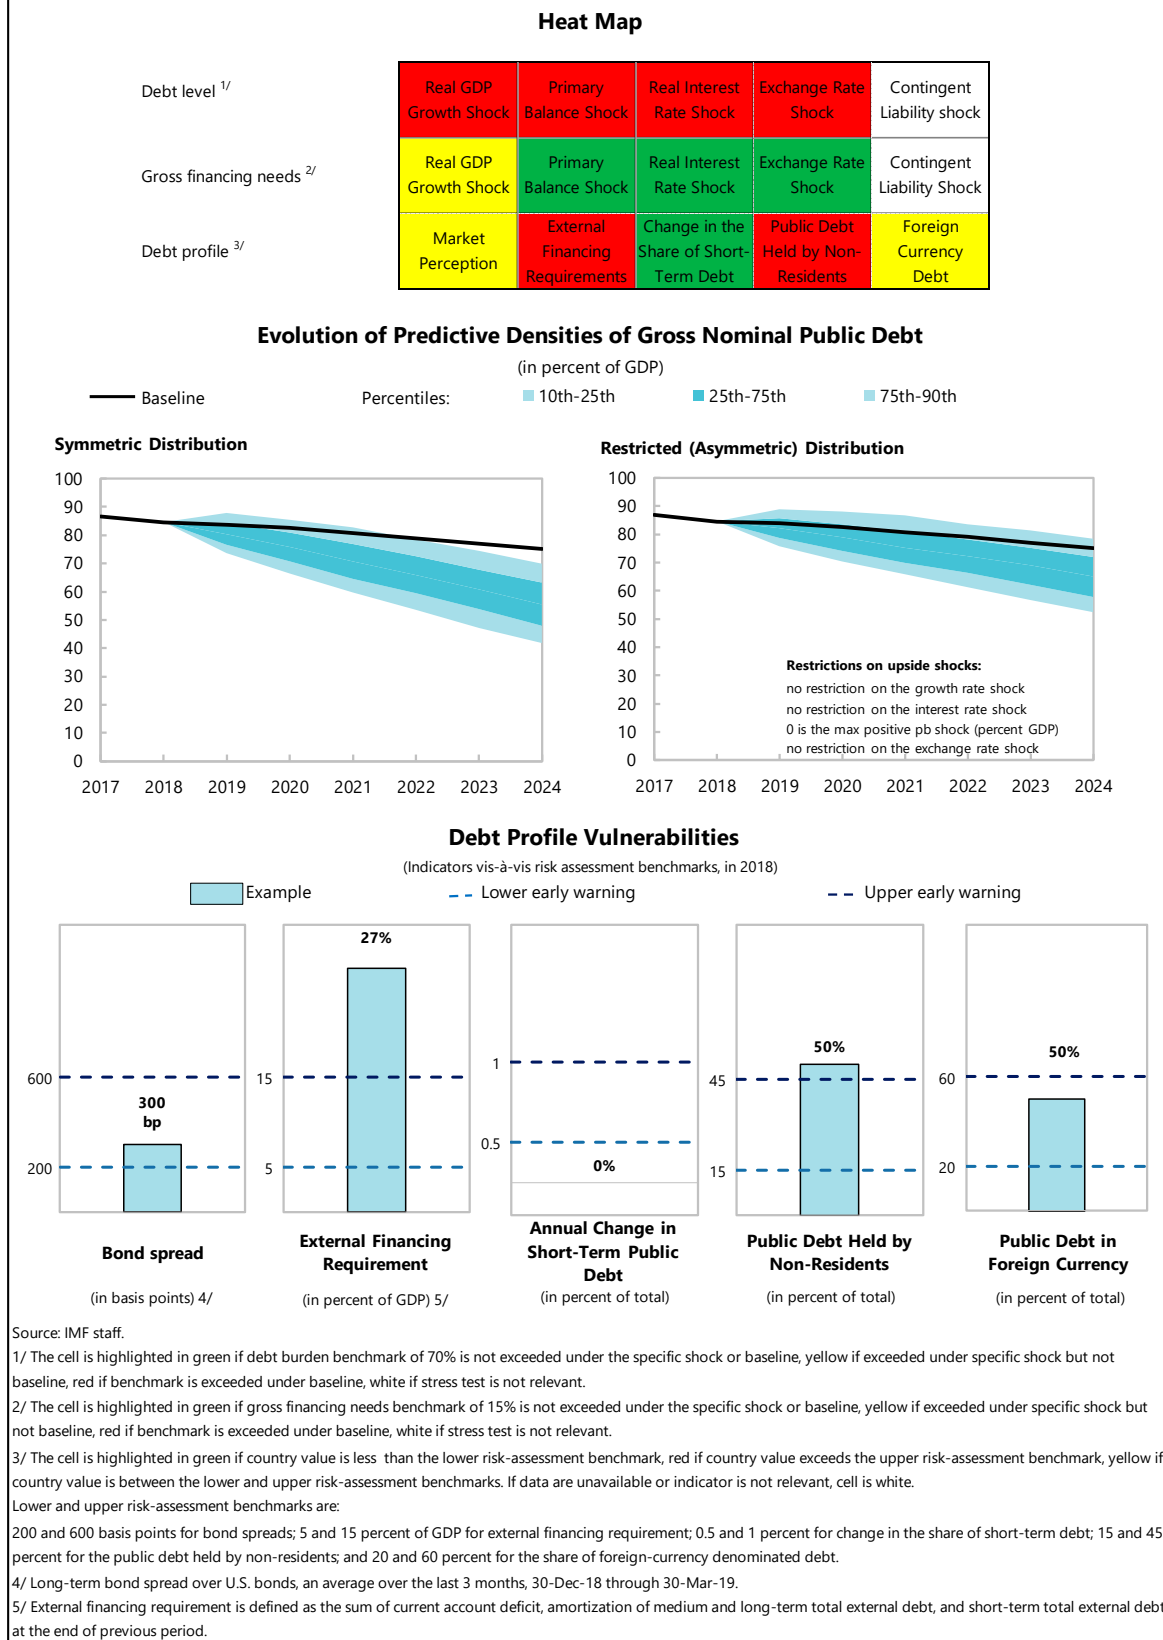 Heat Map
Debt level 1/
Real GDP Growth Shock
Primary Balance Shock
Real Interest Rate Shock
Exchange Rate Shock
Contingent Liability shock
Gross financing needs 2/
Real GDP Growth Shock
Primary Balance Shock
Real Interest Rate Shock
Exchange Rate Shock
Contingent Liability Shock
Debt profile 3/
Market Perception
External Financing Requirements
Change in the Share of Short-Term Debt
Public Debt Held by Non-Residents
Foreign Currency Debt
Evolution of Predictive Densities of Gross Nominal Public Debt
(in percent of GDP)
Baseline
Percentiles:
10th-25th
25th-75th
75th-90th
Symmetric Distribution
100
90
80
70
60
50
40
30
20
10
0
2017 2018 2019 2020 2021 2022 2023 2024
Restricted (Asymmetric) Distribution
100
90
80
70
60
50
40
30
20
10
0
Restrictions on upside shocks:
no restriction on the growth rate shock
no restriction on the interest rate shock
0 is the max positive pb shock (percent GDP)
no restriction on the exchange rate shock
2017 2018 2019 2020 2021 2022 2023 2024
Debt Profile Vulnerabilities
(Indicators vis-à-vis risk assessment benchmarks, in 2018)
Example
Lower early warning
Upper early warning
600
200
300
bp
Bond spread
(in basis points) 4/
15
5
27%
External Financing
Requirement
(in percent of GDP) 5/
1
0.5
0%
Annual Change in
Short-Term Public
Debt
(in percent of total)
45
15
50%
Public Debt Held by
Non-Residents
(in percent of total)
60
20
50%
Public Debt in
Foreign Currency
(in percent of total)
Source: IMF staff.
1/ The cell is highlighted in green if debt burden benchmark of 70% is not exceeded under the specific shock or baseline, yellow if exceeded under specific shock but not
baseline, red if benchmark is exceeded under baseline, white if stress test is not relevant.
2/ The cell is highlighted in green if gross financing needs benchmark of 15% is not exceeded under the specific shock or baseline, yellow if exceeded under specific shock but
not baseline, red if benchmark is exceeded under baseline, white if stress test is not relevant.
3/ The cell is highlighted in green if country value is less than the lower risk-assessment benchmark, red if country value exceeds the upper risk-assessment benchmark, yellow if
country value is between the lower and upper risk-assessment benchmarks. If data are unavailable or indicator is not relevant, cell is white.
Lower and upper risk-assessment benchmarks are:
200 and 600 basis points for bond spreads; 5 and 15 percent of GDP for external financing requirement; 0.5 and 1 percent for change in the share of short-term debt; 15 and 45
percent for the public debt held by non-residents; and 20 and 60 percent for the share of foreign-currency denominated debt.
4/ Long-term bond spread over U.S. bonds, an average over the last 3 months, 30-Dec-18 through 30-Mar-19.
5/ External financing requirement is defined as the sum of current account deficit, amortization of medium and long-term total external debt, and short-term total external debt
at the end of previous period.